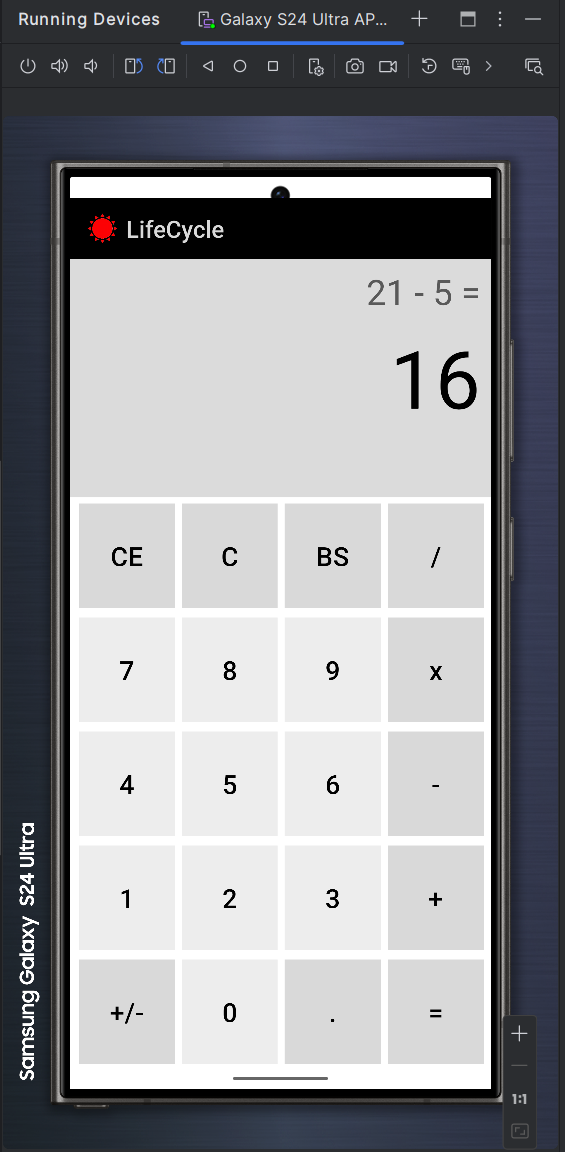 Running Devices Galaxy S24 Ultra AP...
LifeCycle
21 - 5 =
16
CE C BS /
7 8 9 x
4 5 6 -
1 2 3 +
+/- 0 . =
Samsung Galaxy S24 Ultra
1:1